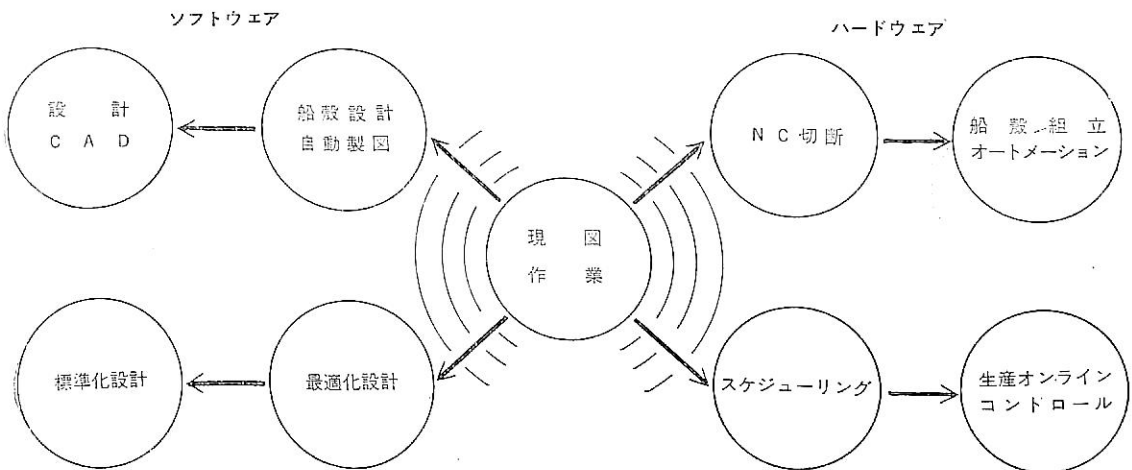 ソフトウェア
ハードウェア
設計
CAD
船殻設計
自動製図
NC切断
船殻組立
オートメーション
現図
作業
標準化設計
最適化設計
スケジューリング
生産オンライン
コントロール